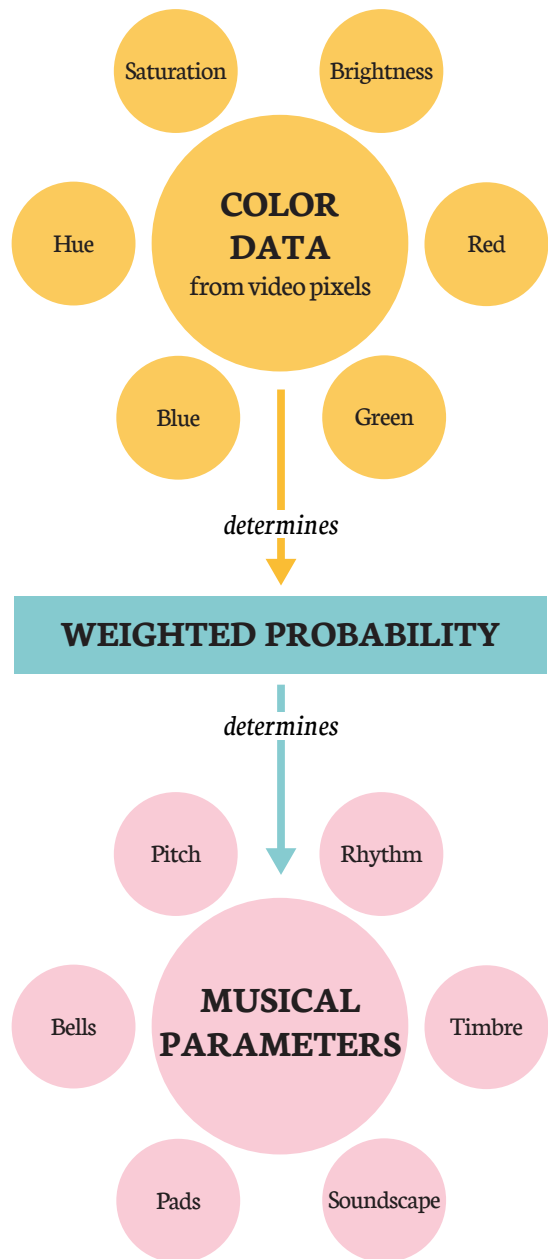 Saturation
Brightness
COLOR
DATA
from video pixels
Hue
Red
Blue
Green
determines
WEIGHTED PROBABILITY
determines
Pitch
Rhythm
MUSICAL
PARAMETERS
Bells
Timbre
Pads
Soundscape